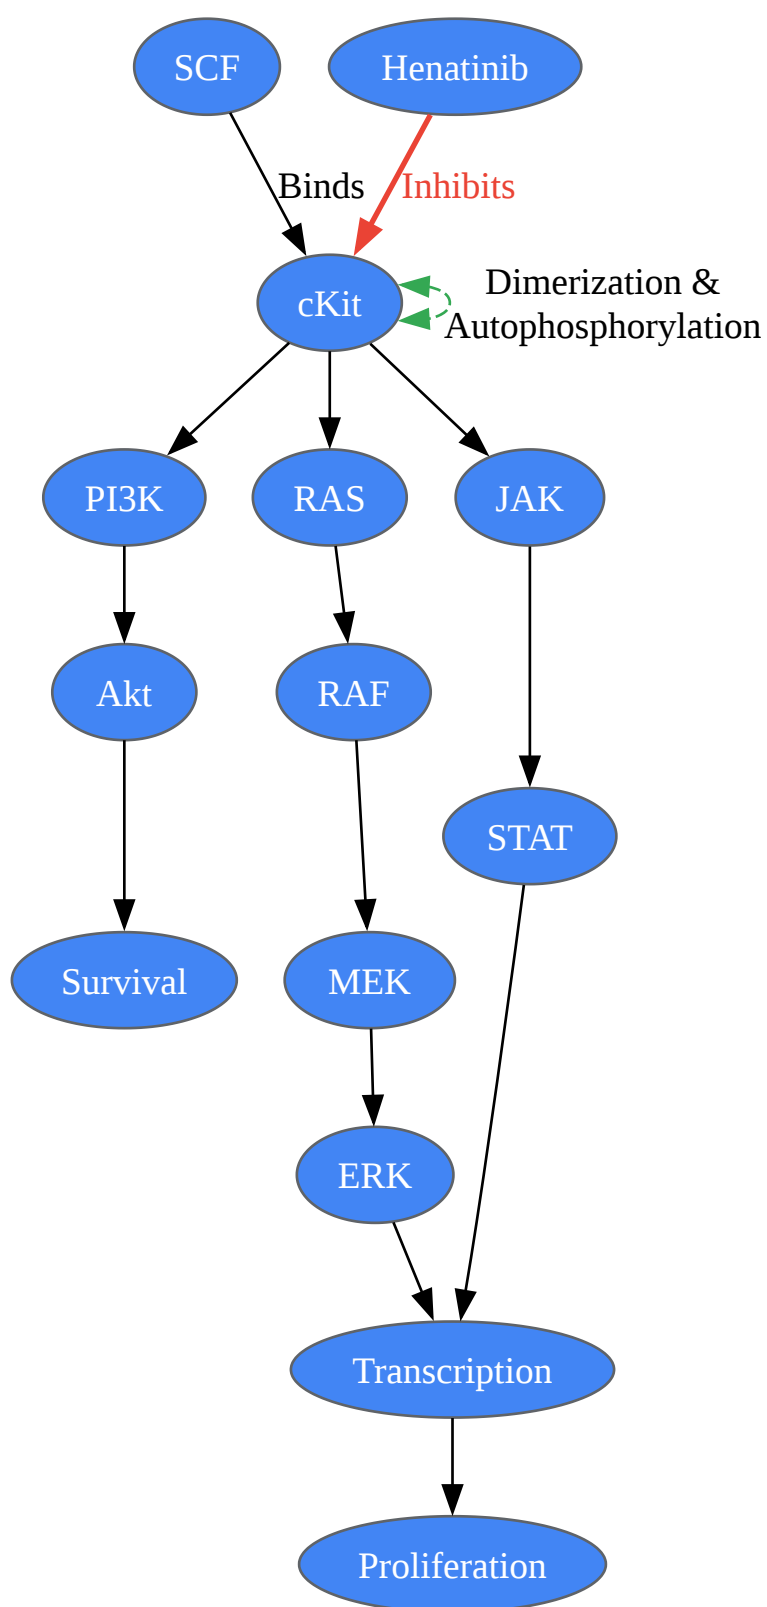 SCF
Henatinib
Binds
Inhibits
cKit
Dimerization &
Autophosphorylation
PI3K
RAS
JAK
Akt
RAF
STAT
Survival
MEK
ERK
Transcription
Proliferation